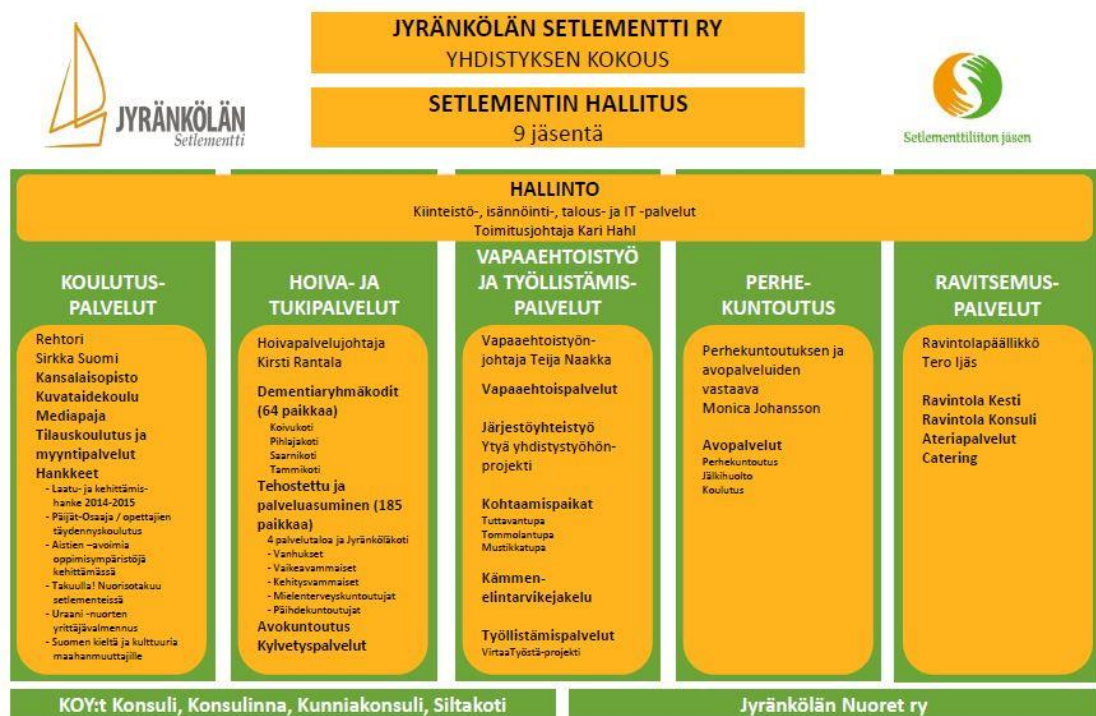 JYRÄNKÖLÄN SETLEMENTTI RY
YHDISTYKSEN KOKOUS
SETLEMENTIN HALLITUS
9 jäsentä
JYRÄNKÖLÄN
Setlementti
Setlementtiliiton jäsen
HALLINTO
Kiinteistö-, isännöinti-, talous- ja IT -palvelut
Toimitusjohtaja Kari Hahl
KOULUTUS-
PALVELUT
Rehtori
Sirkka Suomi
Kansalaisopisto
Kuvataidekoulu
Mediapaja
Tilauskoulutus ja
myyntipalvelut
Hankkeet
- Laatu- ja kehittämis-
hanke 2014-2015
- Päijät-Osaaja / opettajien
täydennyskoulutus
- Aistien –avoimia
oppimisympäristöjä
kehittämässä
- Takuulla! Nuorisotakuu
setlementeissä
- Uraani -nuorten
yrittäjävalmennus
- Suomen kieltä ja kulttuuria
maahanmuuttajille
HOIVA- JA
TUKIPALVELUT
Hoivapalvelujohtaja
Kirsti Rantala
Dementiaryhmäkodit
(64 paikkaa)
Koivukoti
Pihlajakoti
Saarnikoti
Tammikoti
Tehostettu ja
palveluasuminen (185
paikkaa)
4 palvelutaloa ja Jyränköläkoti
- Vanhukset
- Vaikeavammaiset
- Kehitysvammaiset
- Mielenterveyskuntoutujat
- Päihdekuntoutujat
Avokuntoutus
Kylvetyspalvelut
VAPAAEHTOISTYÖ
JA TYÖLLISTÄMIS-
PALVELUT
Vapaaehtoistyön-
johtaja Teija Naakka
Vapaaehtoispalvelut
Järjestöyhteistyö
Ytyä yhdistystyöhön-
projekti
Kohtaamispaikat
Tuttavantupa
Tommolantupa
Mustikkatupa
Kämmen-
elintarvikejakelu
Työllistämispalvelut
VirtaaTyöstä-projekti
PERHE-
KUNTOUTUS
Perhekuntoutuksen ja
avopalveluiden
vastaava
Monica Johansson
Avopalvelut
Perhekuntoutus
Jälkihuolto
Koulutus
RAVITSEMUS-
PALVELUT
Ravintolapäällikkö
Tero Ijäs
Ravintola Kesti
Ravintola Konsuli
Ateriapalvelut
Catering
KOY:t Konsuli, Konsulinna, Kunniakonsuli, Siltakoti
Jyränkölän Nuoret ry